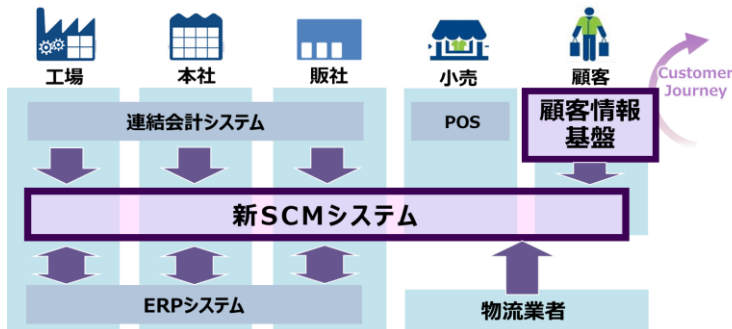 工場
本社
販社
小売
顧客
Customer
Journey
連結会計システム
POS
顧客情報
基盤
新SCMシステム
ERPシステム
物流業者